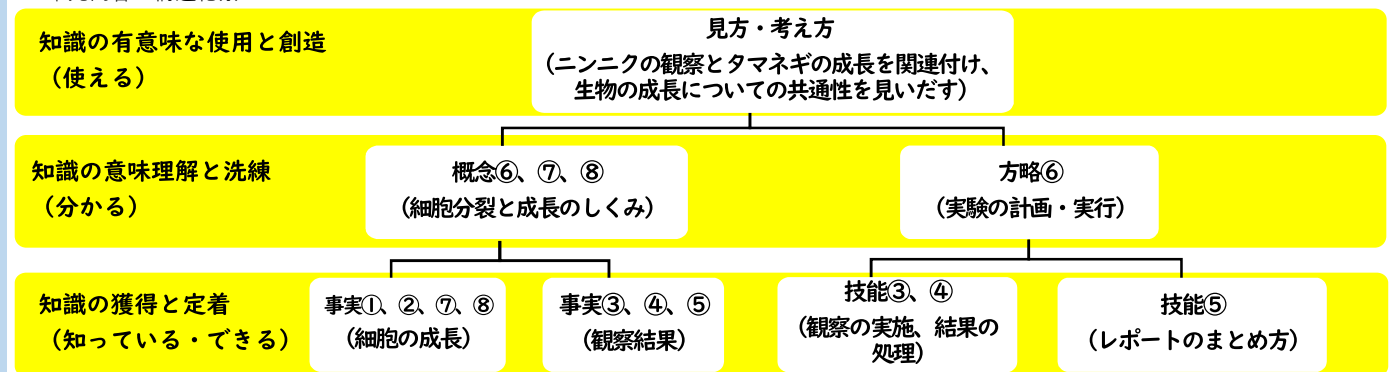 知識の有意味な使用と創造
（使える）
見方・考え方
（ニンニクの観察とタマネギの成長を関連付け、
生物の成長についての共通性を見いだす）
知識の意味理解と洗練
（分かる）
概念⑥、⑦、⑧
（細胞分裂と成長のしくみ）
方略⑥
（実験の計画・実行）
知識の獲得と定着
（知っている・できる）
事実①、②、⑦、⑧
（細胞の成長）
事実③、④、⑤
（観察結果）
技能③、④
（観察の実施、結果の
処理）
技能⑤
（レポートのまとめ方）